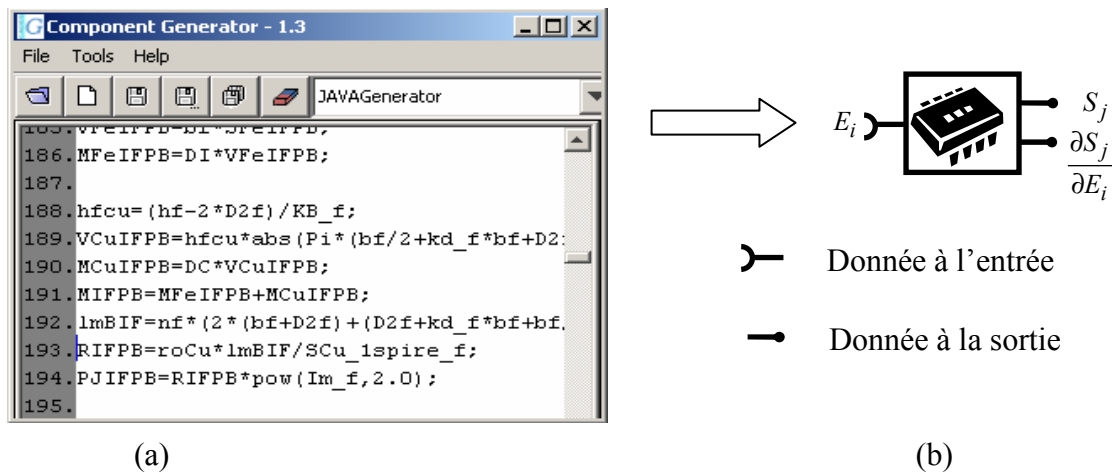 Component Generator - 1.3
File Tools Help
JAVAGenerator
186. MFeIFPB=DI*VFeIFPB;
187.
188. hfcu=(hf-2*D2f)/KB_f;
189. VCuIFPB=hfcu*abs(Pi*(bf/2+kd_f*bf+D2f
190. MCuIFPB=DC*VCuIFPB;
191. MIFPB=MFeIFPB+MCuIFPB;
192. lmBIF=nf*(2*(bf+D2f)+(D2f+kd_f*bf+bf/
193. RIFPB=roCu*lmBIF/SCu_1spire_f;
194. PJIFPB=RIFPB*pow(Im_f,2.0);
195.
(a)
E_i
S_j
∂S_j
∂E_i
Donnée à l'entrée
Donnée à la sortie
(b)